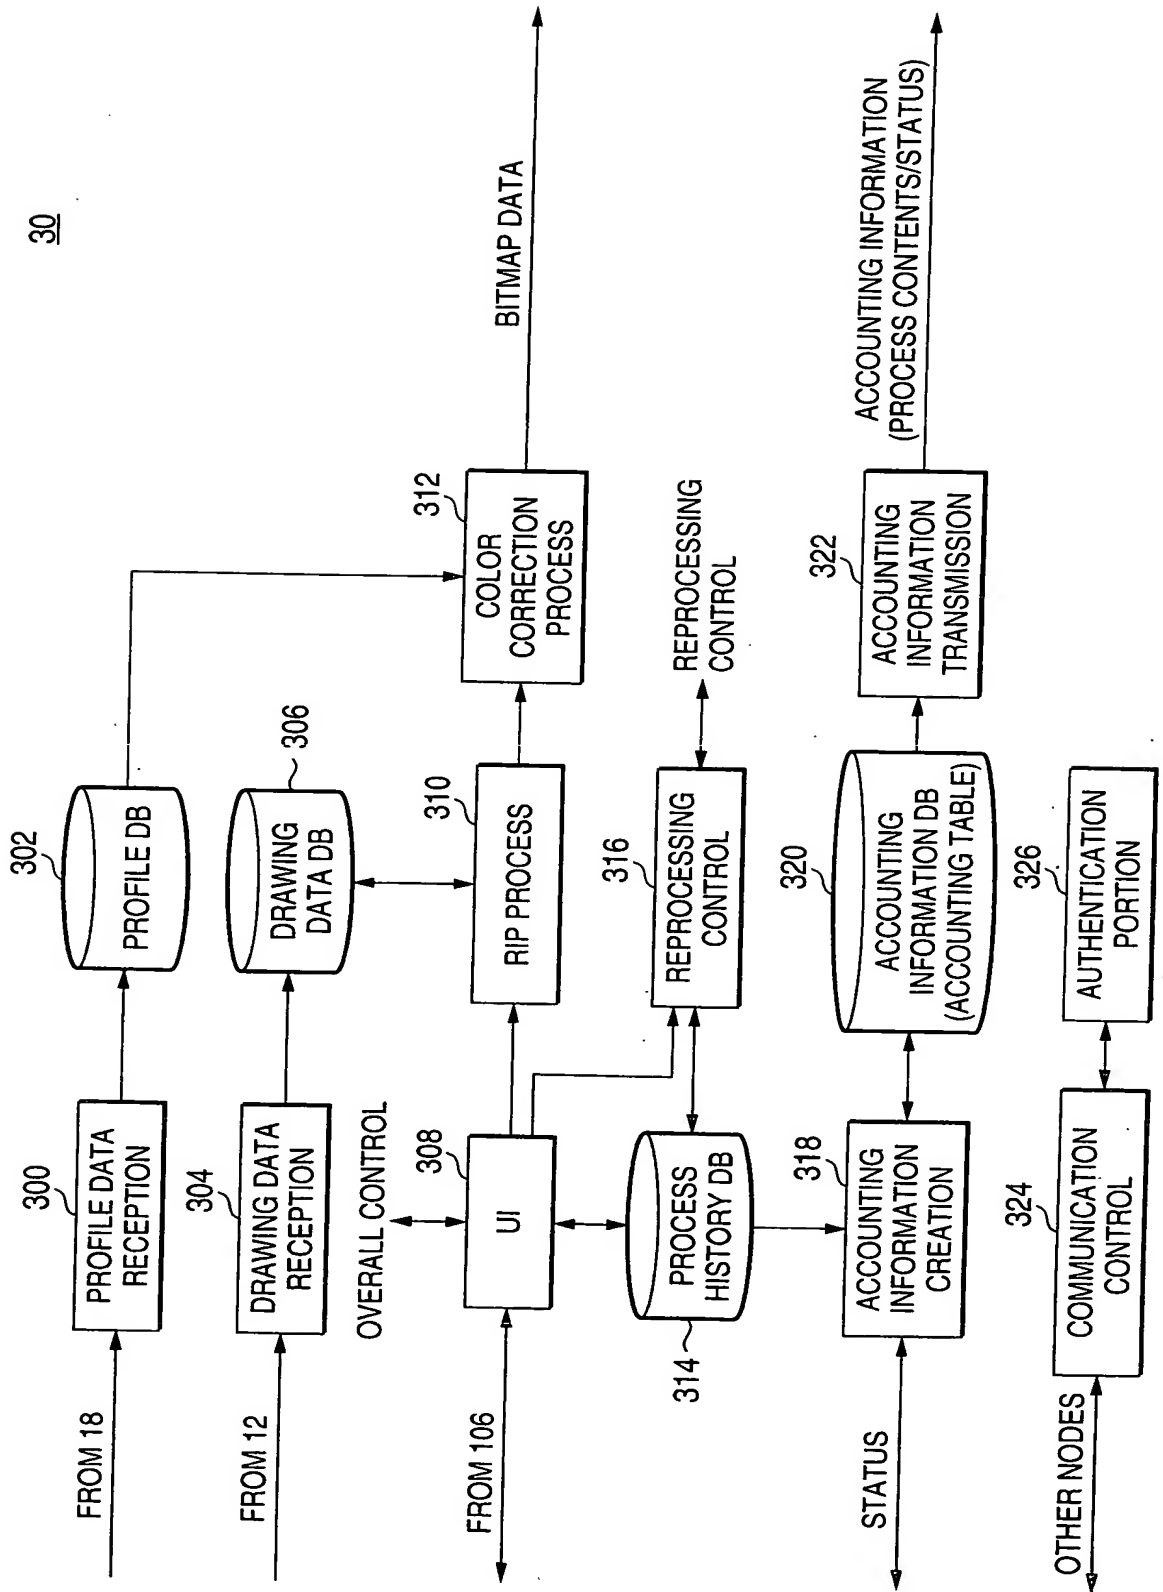 30
FROM 18
300
PROFILE DATA
RECEPTION
302
PROFILE DB
FROM 12
304
DRAWING DATA
RECEPTION
306
DRAWING
DATA DB
OVERALL CONTROL
FROM 106
308
UI
310
RIP PROCESS
312
COLOR
CORRECTION
PROCESS
BITMAP DATA
314
PROCESS
HISTORY DB
316
REPROCESSING
CONTROL
REPROCESSING
CONTROL
STATUS
318
ACCOUNTING
INFORMATION
CREATION
320
ACCOUNTING
INFORMATION DB
(ACCOUNTING TABLE)
322
ACCOUNTING
INFORMATION
TRANSMISSION
ACCOUNTING INFORMATION
(PROCESS CONTENTS/STATUS)
OTHER NODES
324
COMMUNICATION
CONTROL
326
AUTHENTICATION
PORTION